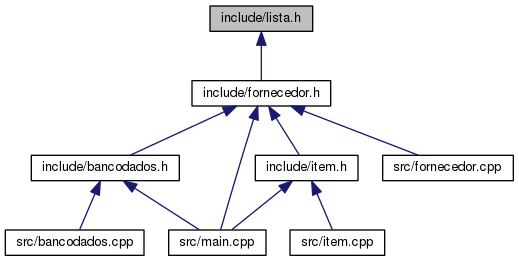 include/lista.h
include/fornecedor.h
include/bancodados.h
include/item.h
src/fornecedor.cpp
src/bancodados.cpp
src/main.cpp
src/item.cpp